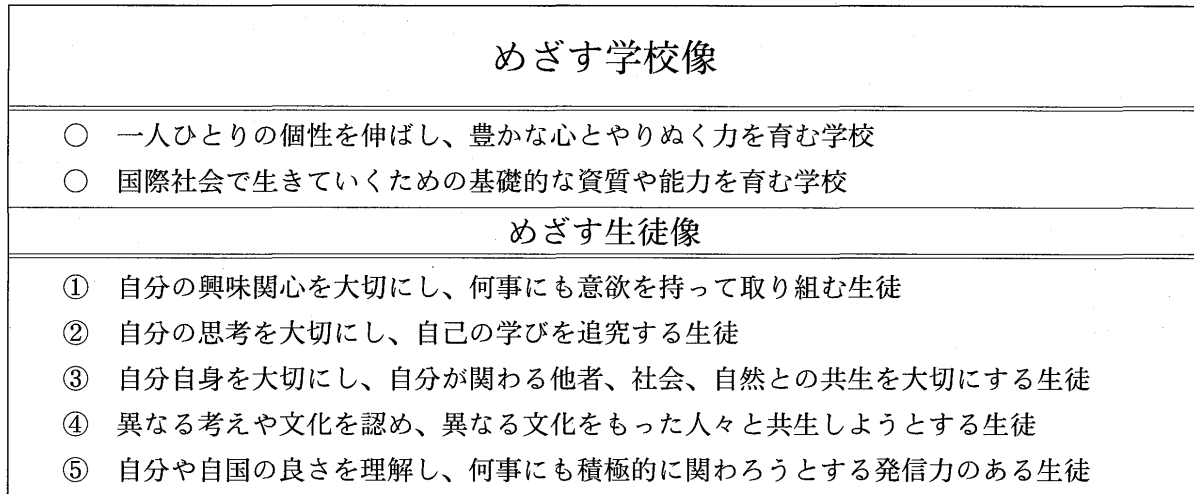 めざす学校像
○ 一人ひとりの個性を伸ばし、豊かな心とやりぬく力を育む学校
○ 国際社会で生きていくための基礎的な資質や能力を育む学校
めざす生徒像
① 自分の興味関心を大切にし、何事にも意欲を持って取り組む生徒
② 自分の思考を大切にし、自己の学びを追究する生徒
③ 自分自身を大切にし、自分が関わる他者、社会、自然との共生を大切にする生徒
④ 異なる考えや文化を認め、異なる文化をもった人々と共生しようとする生徒
⑤ 自分や自国の良さを理解し、何事にも積極的に関わろうとする発信力のある生徒